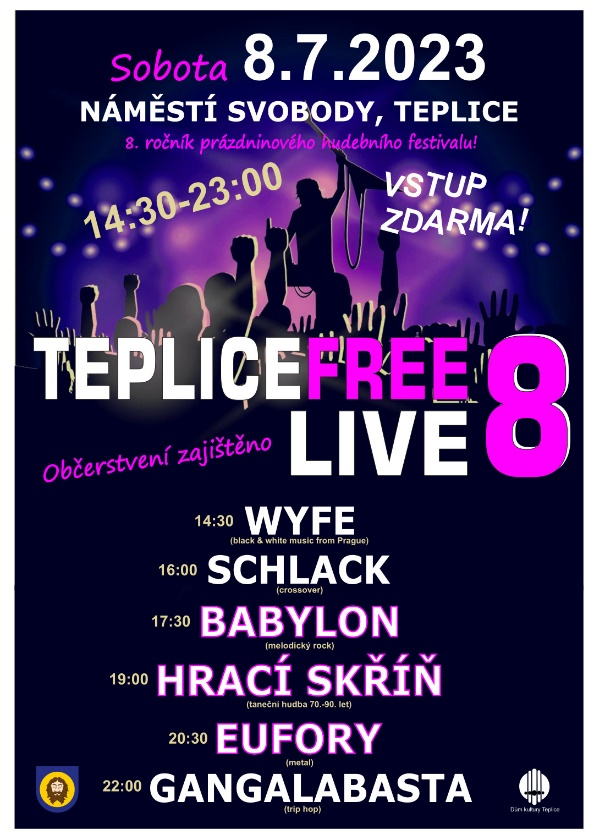 Sobota 8.7.2023
NÁMĚSTÍ SVOBODY, TEPLICE
8. ročník prázdninového hudebního festivalu!
14:30-23:00
VSTUP
ZDARMA!
TEPLICEFREE
LIVE 8
Občerstvení zajištěno
14:30 WYFE
(black & white music from Prague)
16:00 SCHLACK
(crossover)
17:30 BABYLON
(melodický rock)
19:00 HRACÍ SKŘÍŇ
(taneční hudba 70.-90. let)
20:30 EUFORY
(metal)
22:00 GANGALABASTA
(trip hop)
Dům kultury Teplice